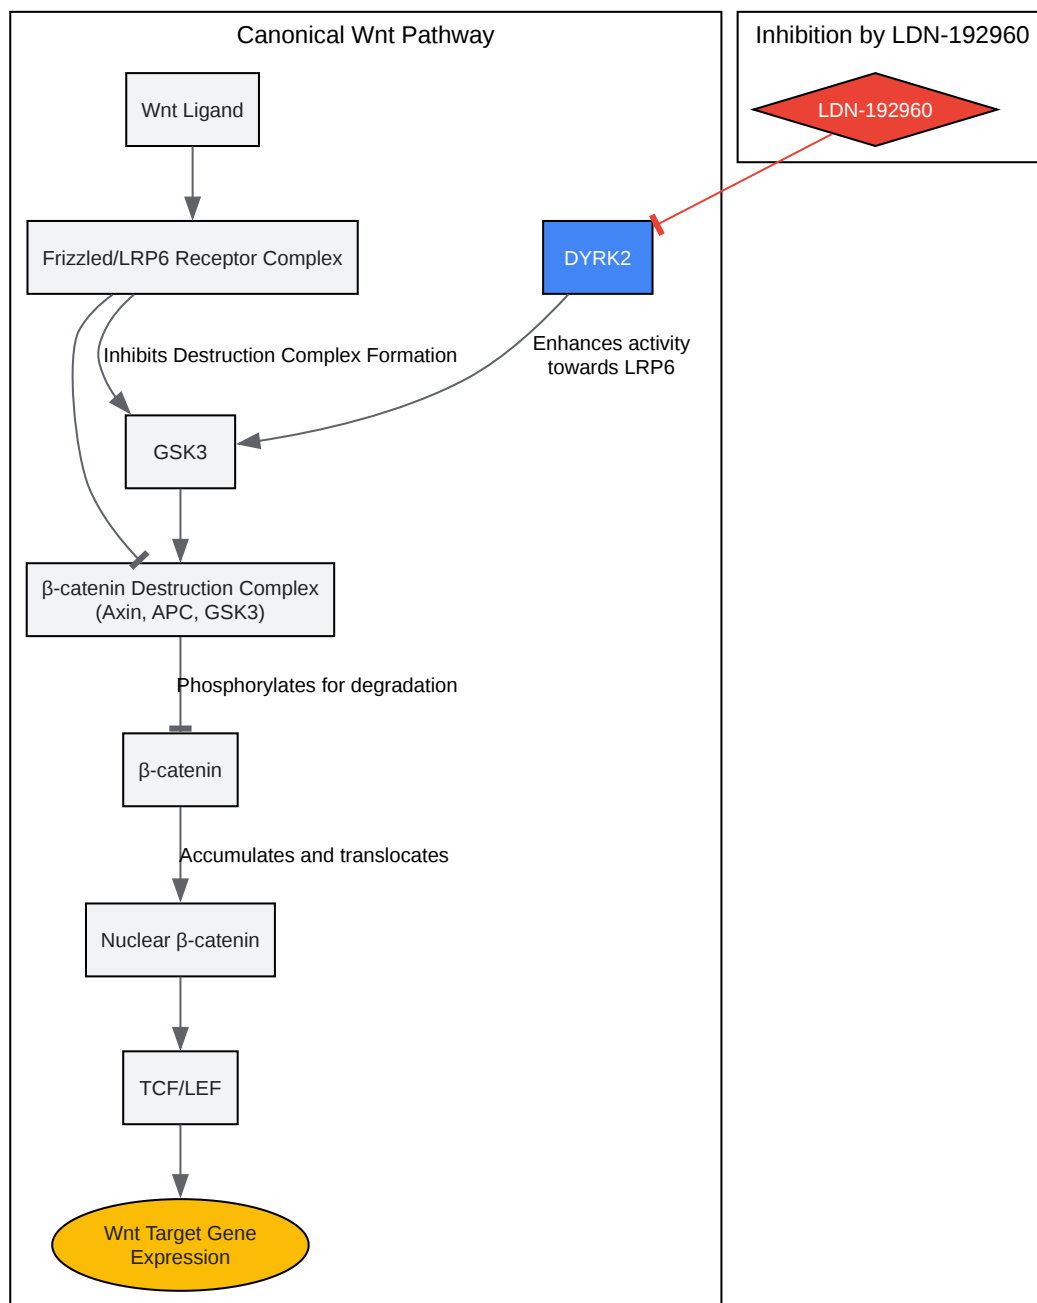 Canonical Wnt Pathway
Inhibition by LDN-192960
Wnt Ligand
LDN-192960
Frizzled/LRP6 Receptor Complex
DYRK2
Inhibits Destruction Complex Formation
Enhances activity
towards LRP6
GSK3
β-catenin Destruction Complex
(Axin, APC, GSK3)
Phosphorylates for degradation
β-catenin
Accumulates and translocates
Nuclear β-catenin
TCF/LEF
Wnt Target Gene
Expression